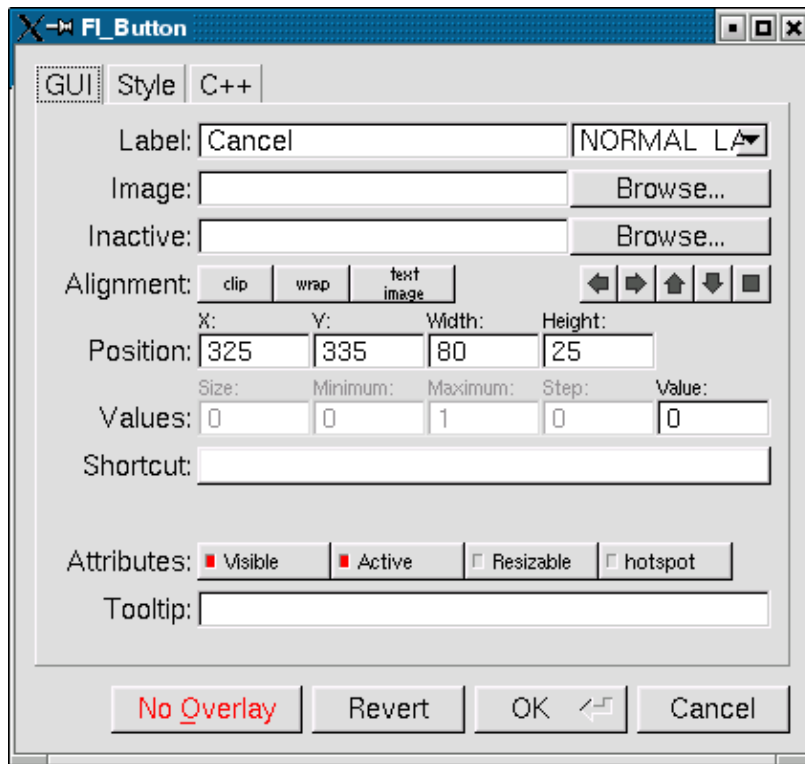 Fl_Button
GUI Style C++
Label: Cancel NORMAL LA
Image: Browse...
Inactive: Browse...
Alignment: clip wrap text image
X: Y: Width: Height:
Position: 325 335 80 25
Size: Minimum: Maximum: Step: Value:
Values: 0 0 1 0 0
Shortcut:
Attributes: Visible Active Resizable hotspot
Tooltip:
No Overlay Revert OK Cancel